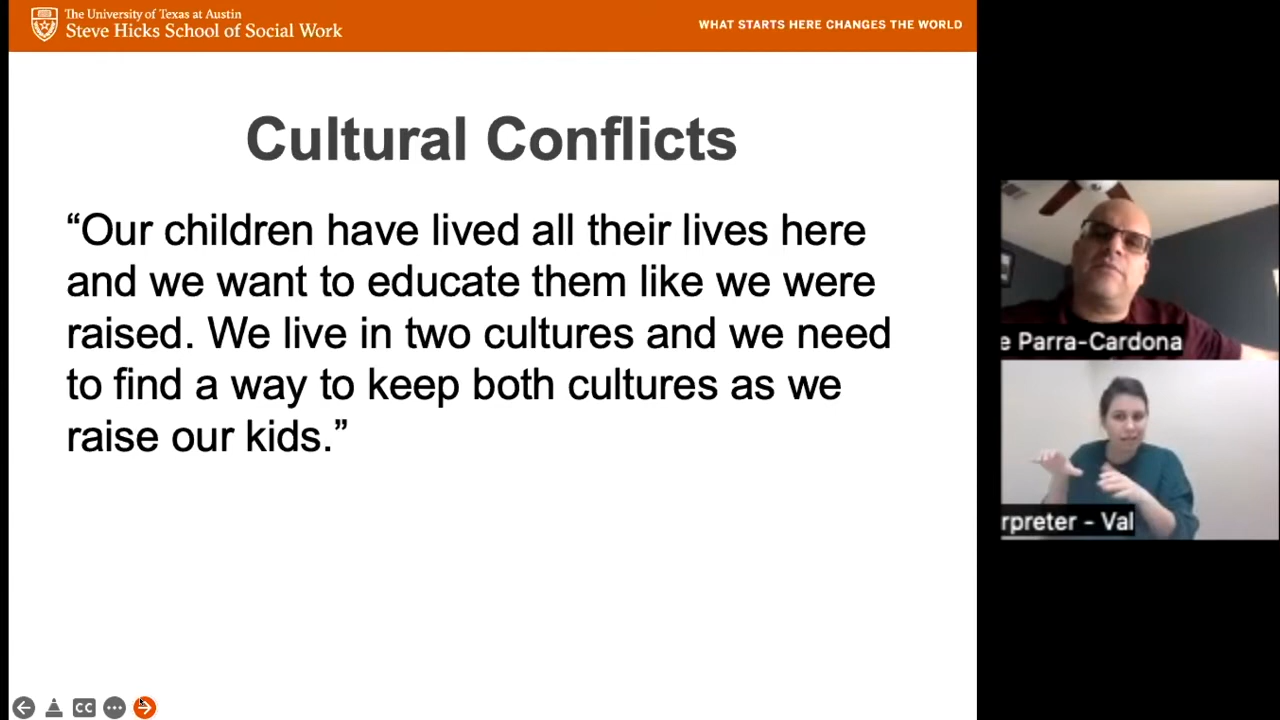 The University of Texas at Austin
Steve Hicks School of Social Work
WHAT STARTS HERE CHANGES THE WORLD
Cultural Conflicts
“Our children have lived all their lives here
and we want to educate them like we were
raised. We live in two cultures and we need
to find a way to keep both cultures as we
raise our kids.”
e Parra-Cardona
rpreter - Val
CC